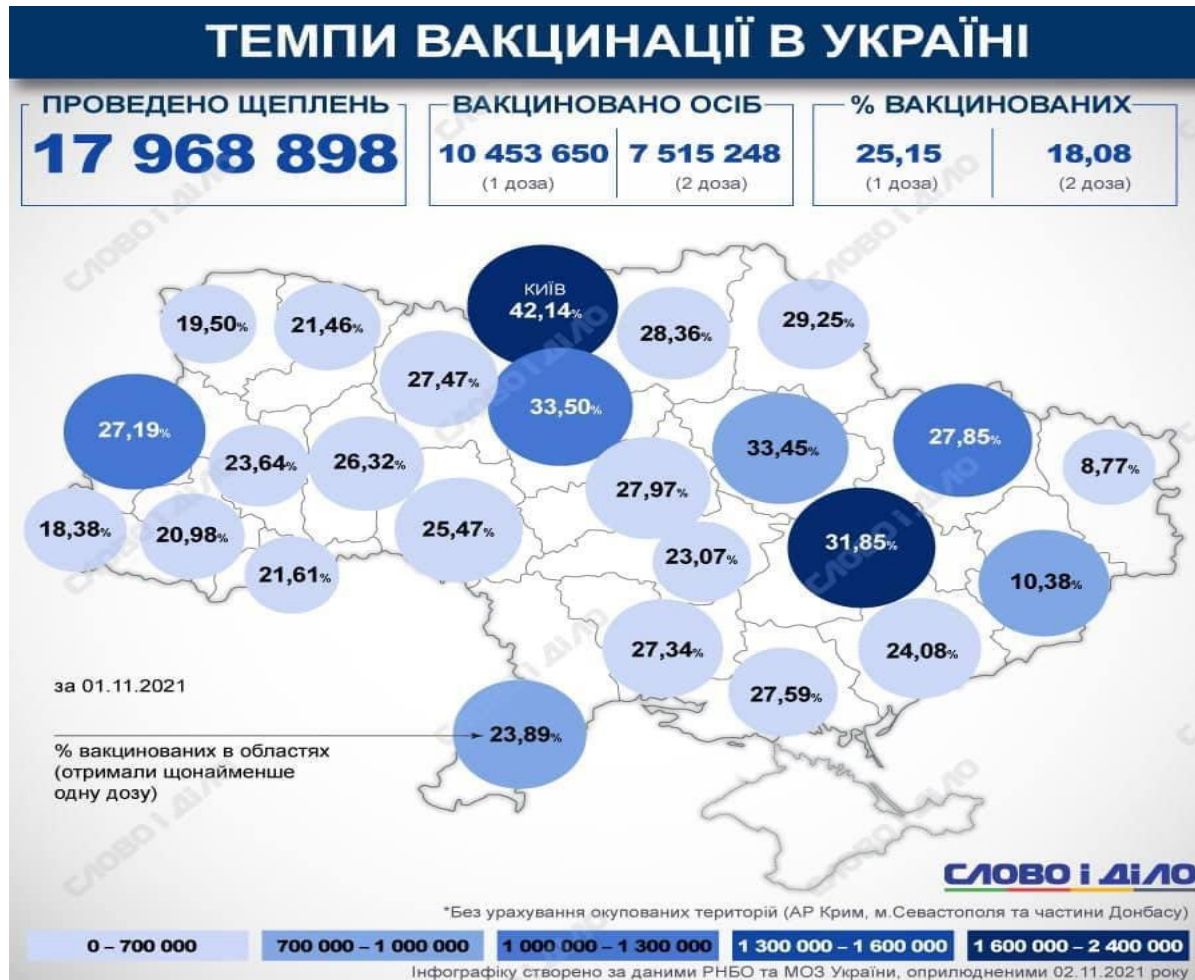 ТЕМПИ ВАКЦИНАЦІЇ В УКРАЇНІ
ПРОВЕДЕНО ЩЕПЛЕНЬ
17 968 898
ВАКЦИНОВАНО ОСІБ
10 453 650
(1 доза)
7 515 248
(2 доза)
% ВАКЦИНОВАНИХ
25,15
(1 доза)
18,08
(2 доза)
КИЇВ
42,14%
19,50%
21,46%
28,36%
29,25%
27,47%
33,50%
27,19%
23,64%
26,32%
33,45%
27,85%
8,77%
27,97%
18,38%
20,98%
25,47%
31,85%
21,61%
23,07%
10,38%
27,34%
24,08%
27,59%
23,89%
за 01.11.2021
% вакцинованих в областях
(отримали щонайменше
одну дозу)
СЛОВО і ДіЛО
*Без урахування окупованих територій (АР Крим, м.Севастополя та частини Донбасу)
0 – 700 000
700 000 – 1 000 000
1 000 000 – 1 300 000
1 300 000 – 1 600 000
1 600 000 – 2 400 000
Інфографіку створено за даними РНБО та МОЗ України, оприлюдненими 02.11.2021 року